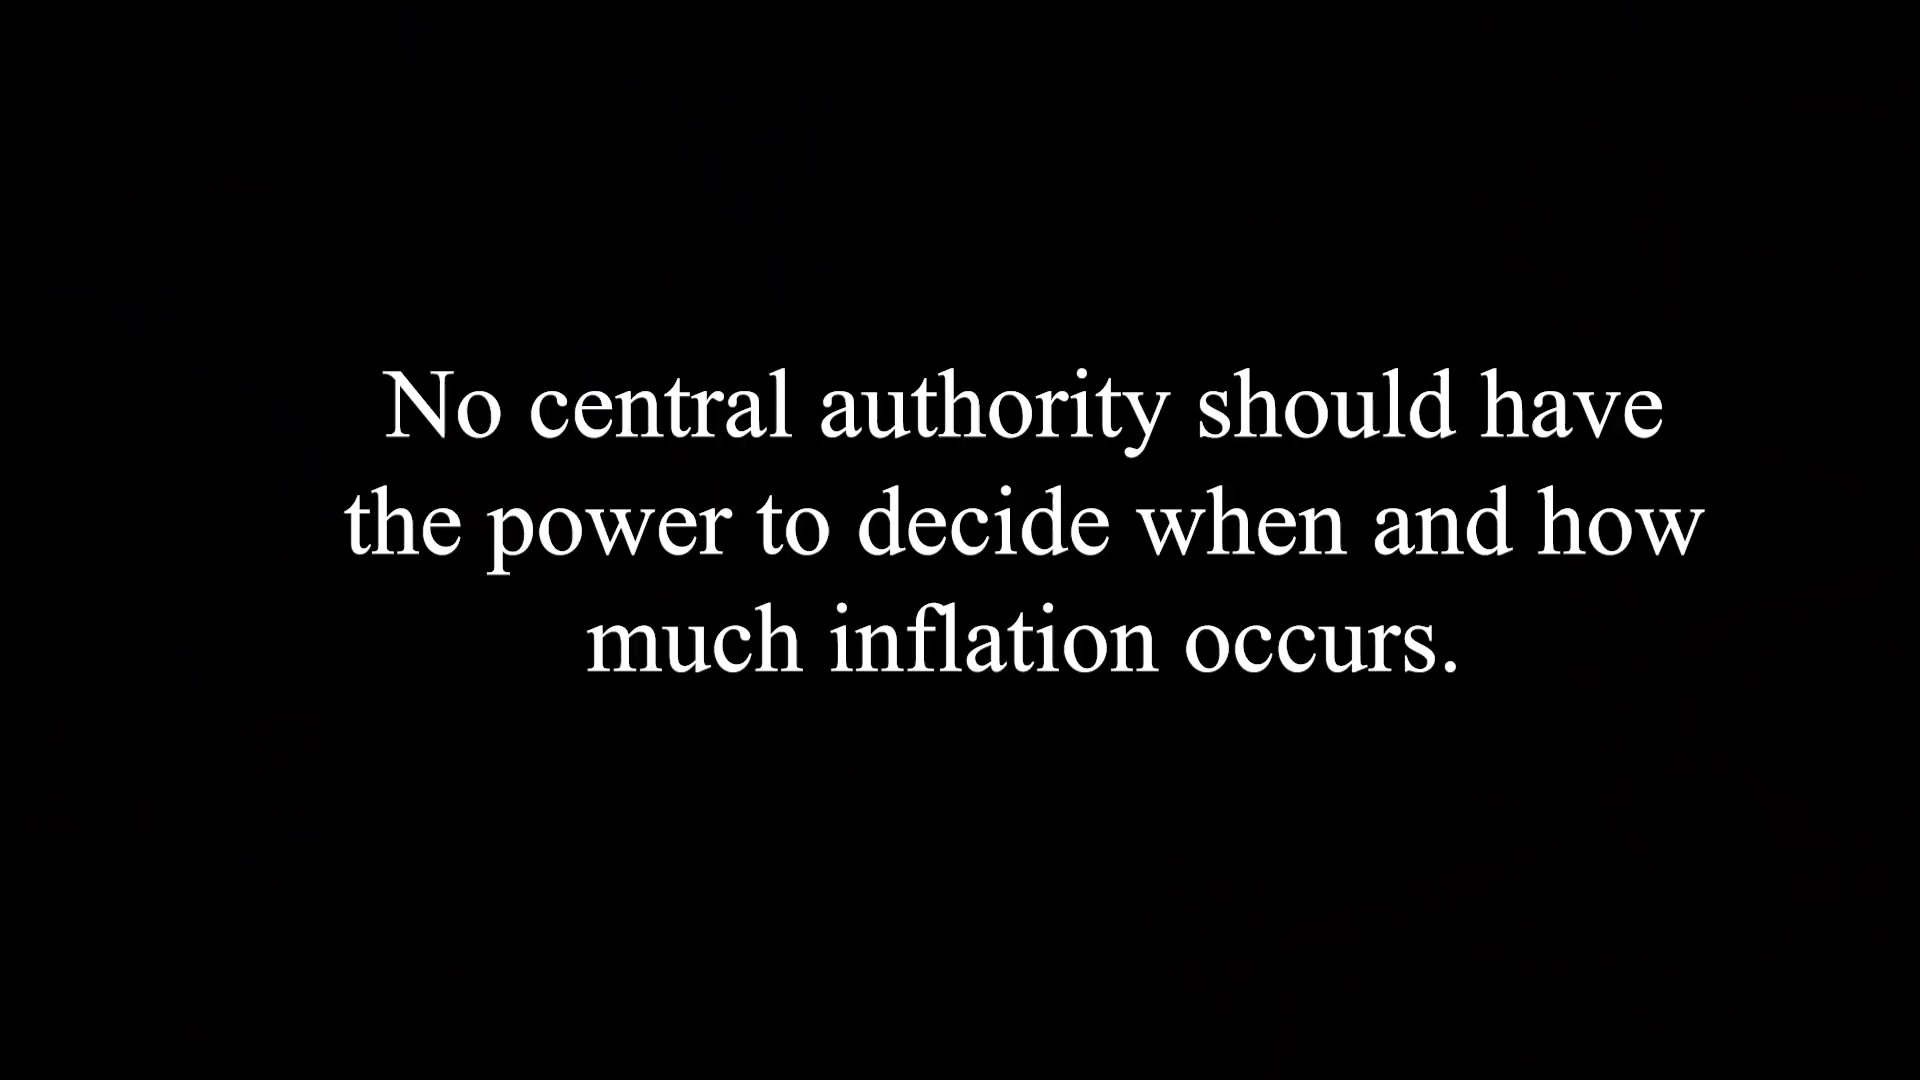 No central authority should have
the power to decide when and how
much inflation occurs.